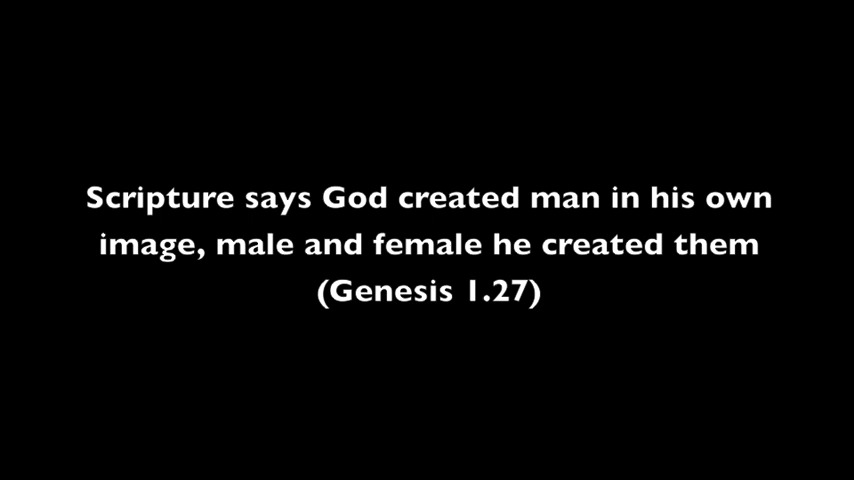 Scripture says God created man in his own
image, male and female he created them
(Genesis 1.27)